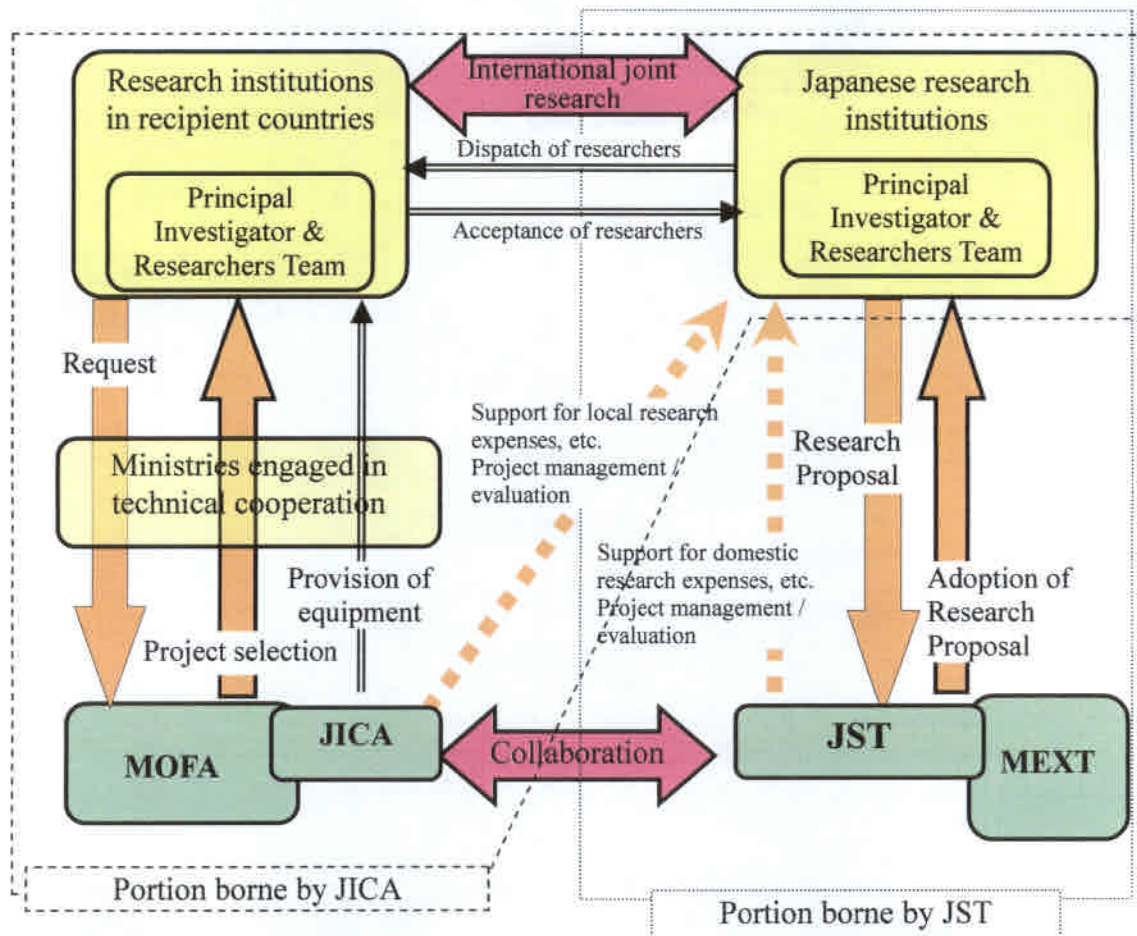 Research institutions
in recipient countries
Principal
Investigator &
Researchers Team
International joint
research
Japanese research
institutions
Principal
Investigator &
Researchers Team
Dispatch of researchers
Acceptance of researchers
Request
Ministries engaged in
technical cooperation
Provision of
equipment
Project selection
Support for local research
expenses, etc.
Project management /
evaluation
Support for domestic
research expenses, etc.
Project management /
evaluation
Research
Proposal
Adoption of
Research
Proposal
MOFA
JICA
Collaboration
JST
MEXT
Portion borne by JICA
Portion borne by JST